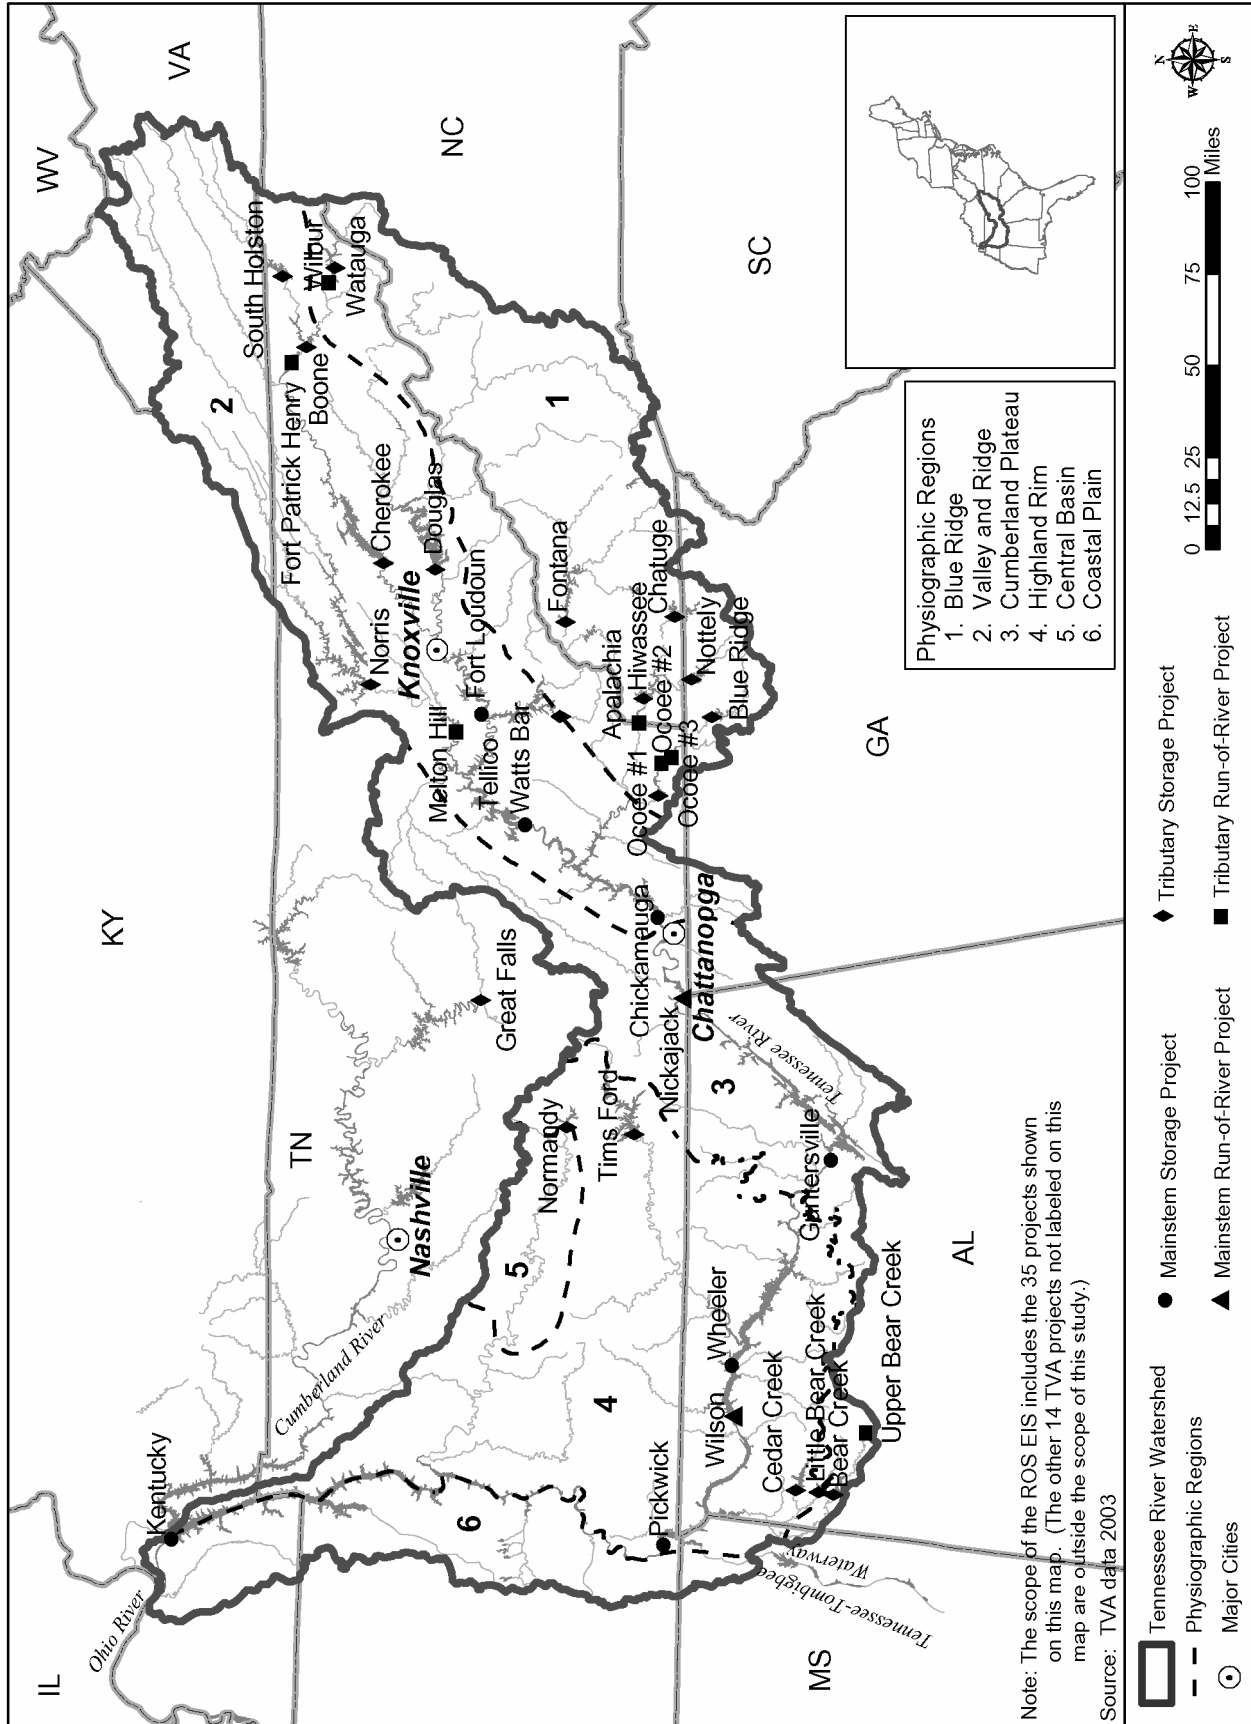 IL
KY
WV
VA
TN
NC
SC
GA
AL
MS
Ohio River
Kentucky
Cumberland River
Nashville
Great Falls
Norris
Knoxville
Cherokee
Douglas
Fort Patrick Henry
Boone
South Holston
Wilbur
Watauga
Melton Hill
Fort Loudoun
Tellico
Watts Bar
Fontana
Apalachia
Hiwassee
Chatuge
Ocoee #1
Ocoee #2
Ocoee #3
Nottely
Blue Ridge
Chickamauga
Chattanooga
Nickajack
Tennessee River
Normandy
Tims Ford
Guntersville
Wheeler
Wilson
Pickwick
Cedar Creek
Little Bear Creek
Bear Creek
Upper Bear Creek
Tennessee-Tombigbee
Waterway
1
2
3
4
5
6
Note: The scope of the ROS EIS includes the 35 projects shown
on this map. (The other 14 TVA projects not labeled on this
map are outside the scope of this study.)
Source: TVA data 2003
Physiographic Regions
1. Blue Ridge
2. Valley and Ridge
3. Cumberland Plateau
4. Highland Rim
5. Central Basin
6. Coastal Plain
Tennessee River Watershed
Physiographic Regions
Major Cities
Mainstem Storage Project
Mainstem Run-of-River Project
Tributary Storage Project
Tributary Run-of-River Project
0 12.5 25 50 75 100
Miles
N
W E
S